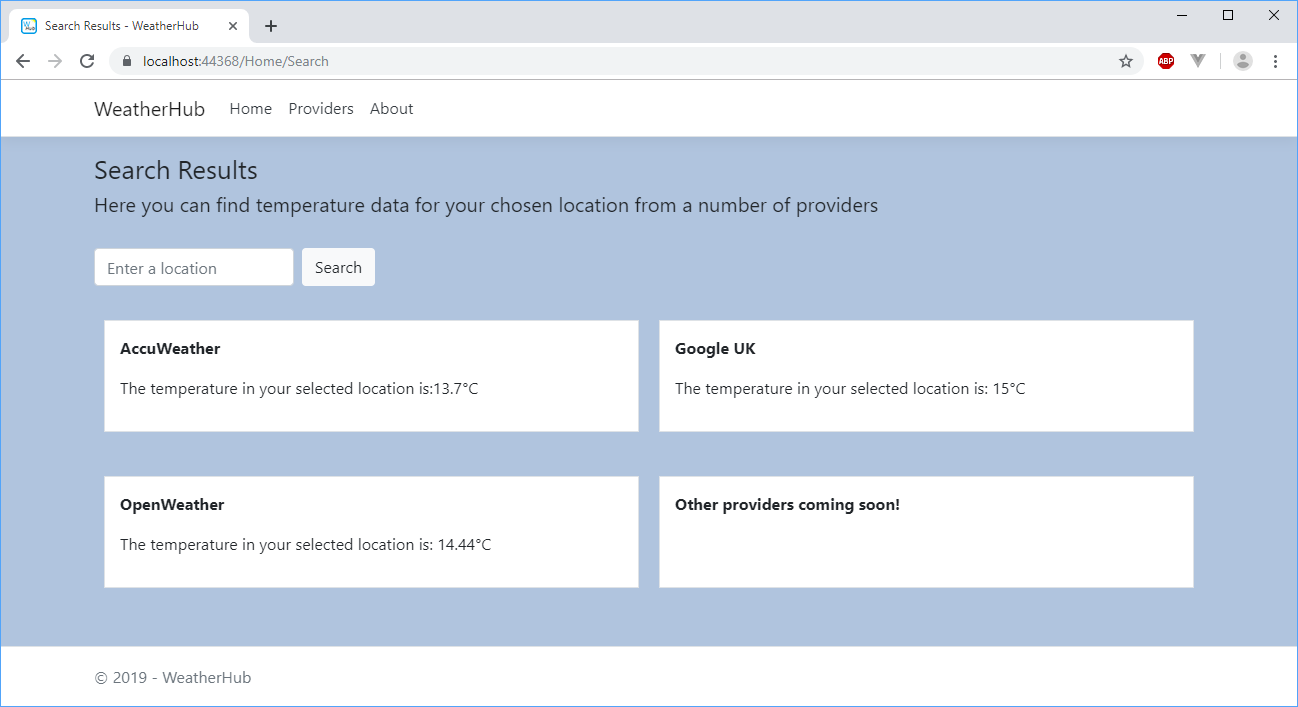 Search Results - WeatherHub
localhost:44368/Home/Search
ABP
WeatherHub Home Providers About
Search Results
Here you can find temperature data for your chosen location from a number of providers
Enter a location Search
AccuWeather
The temperature in your selected location is:13.7°C
Google UK
The temperature in your selected location is: 15°C
OpenWeather
The temperature in your selected location is: 14.44°C
Other providers coming soon!
© 2019 - WeatherHub